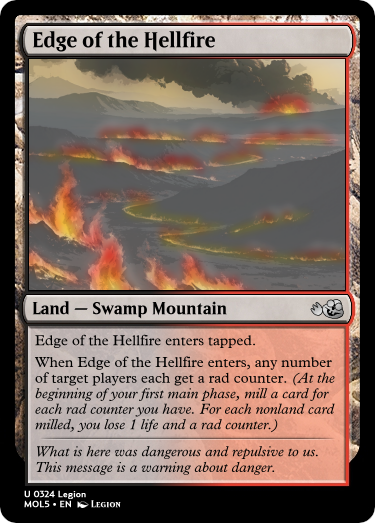 Edge of the Hellfire
Land — Swamp Mountain
Edge of the Hellfire enters tapped.
When Edge of the Hellfire enters, any number
of target players each get a rad counter. (At the
beginning of your first main phase, mill a card for
each rad counter you have. For each nonland card
milled, you lose 1 life and a rad counter.)
What is here was dangerous and repulsive to us.
This message is a warning about danger.
U 0324 Legion
MOL5 • EN Legion